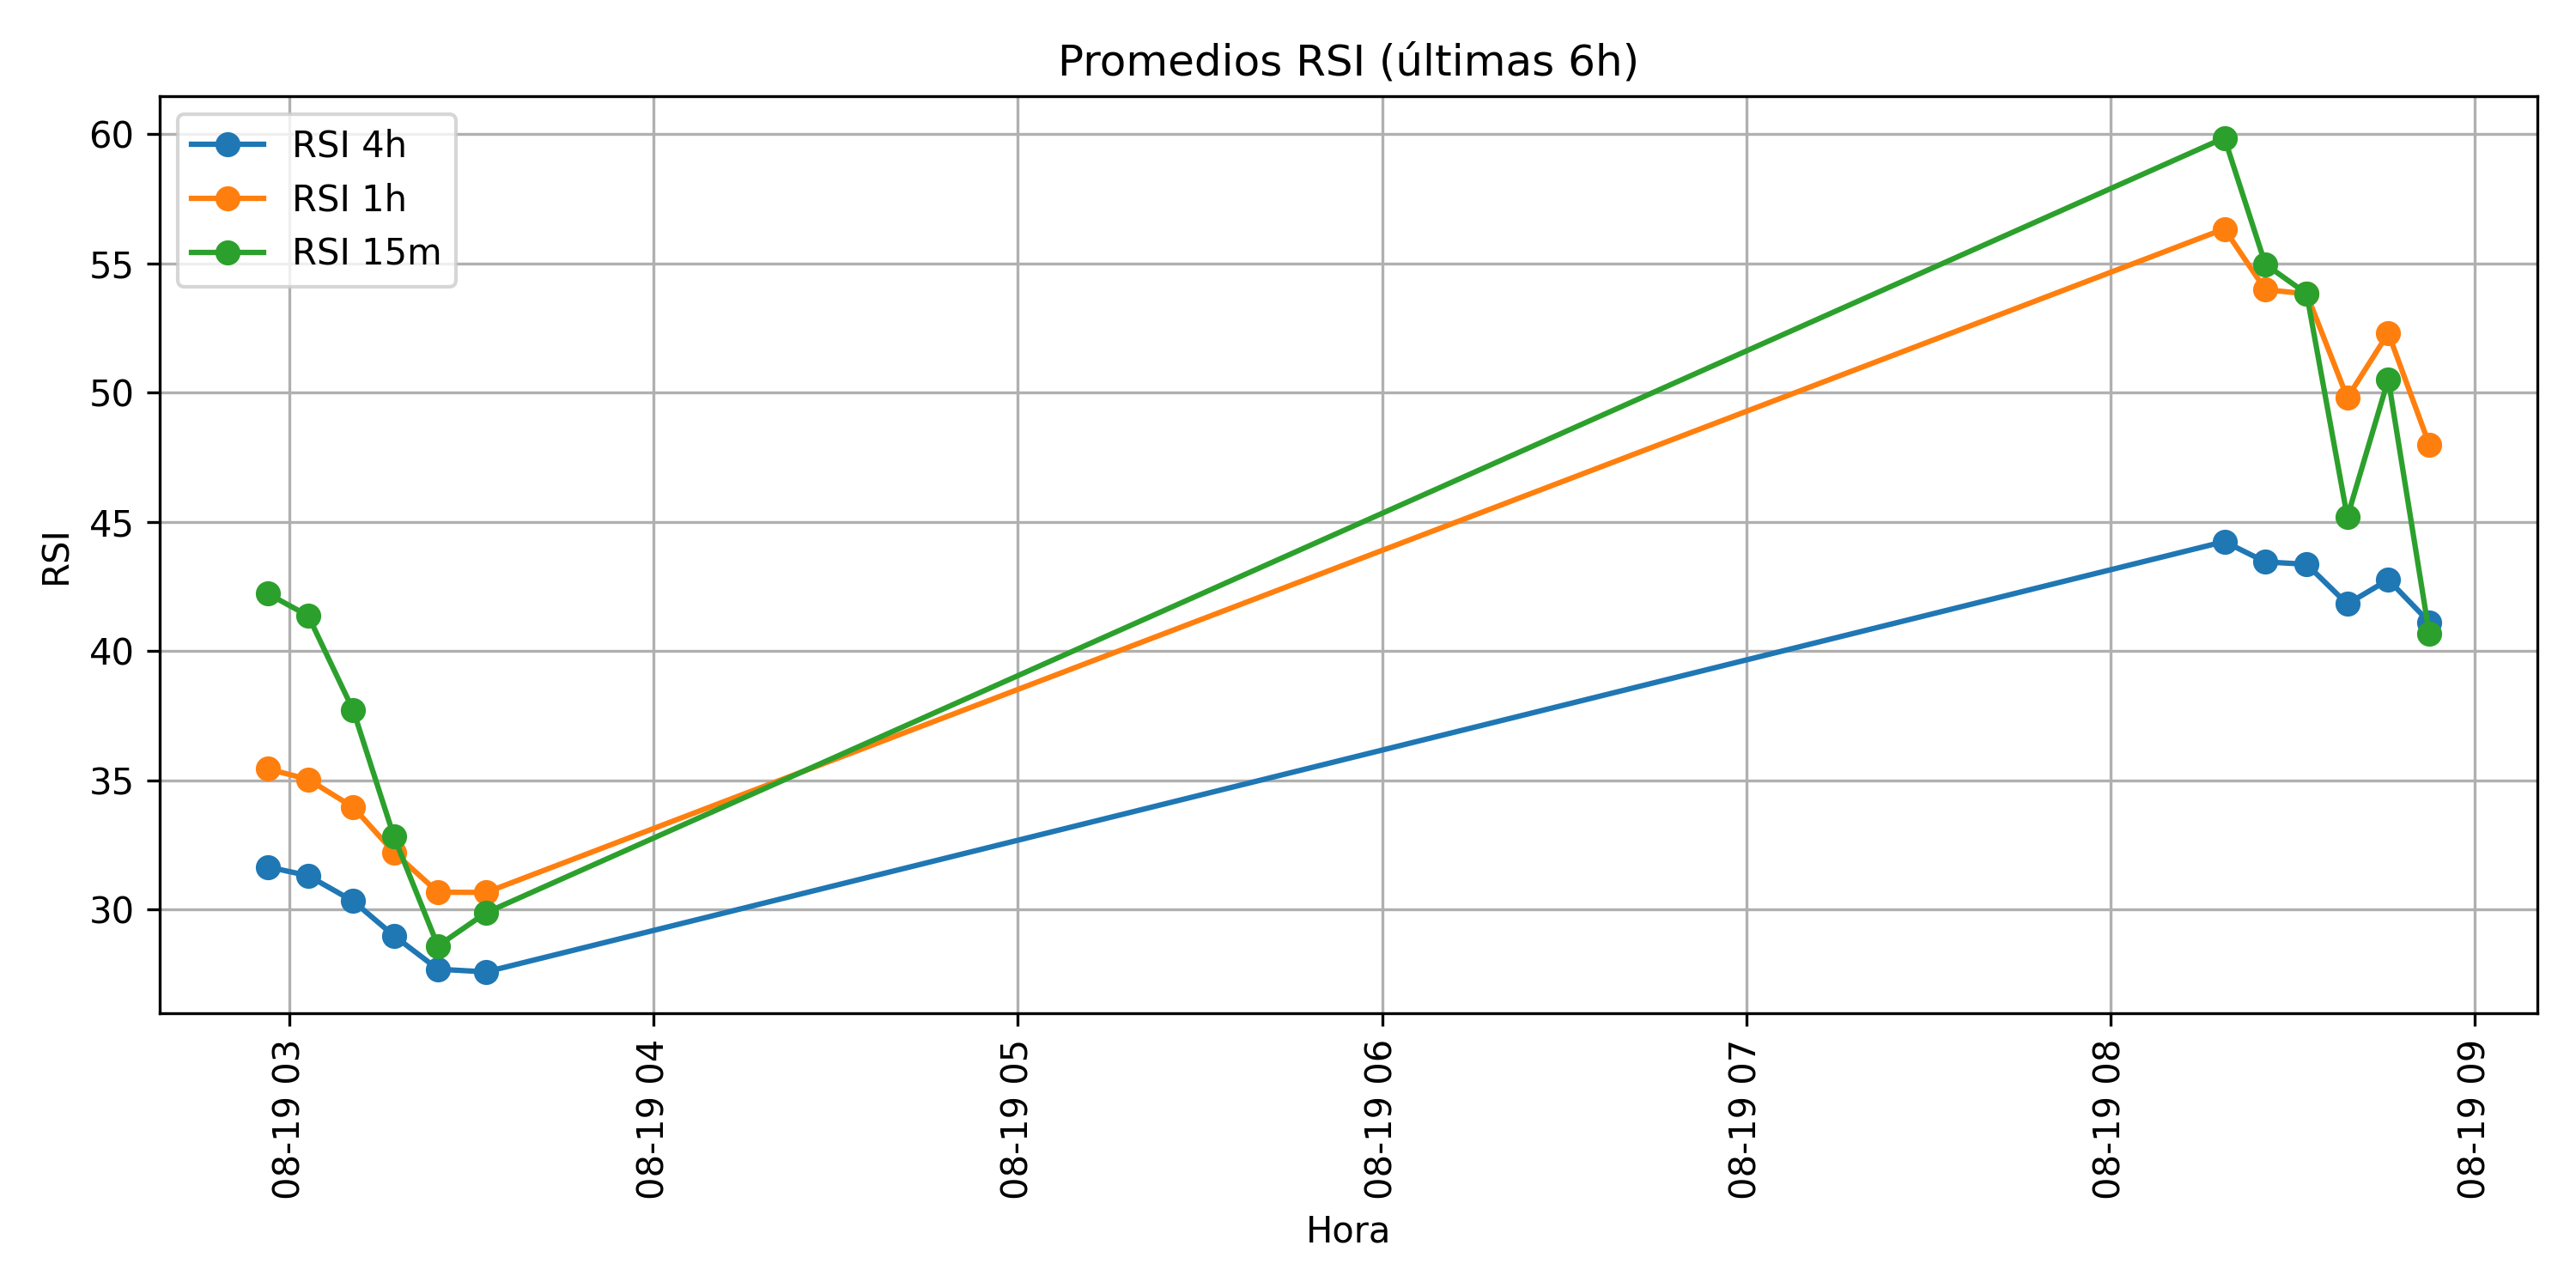 Promedios RSI (últimas 6h)
RSI 4h
RSI 1h
RSI 15m
60
55
50
45
40
35
30
RSI
08-19 03
08-19 04
08-19 05
08-19 06
08-19 07
08-19 08
08-19 09
Hora